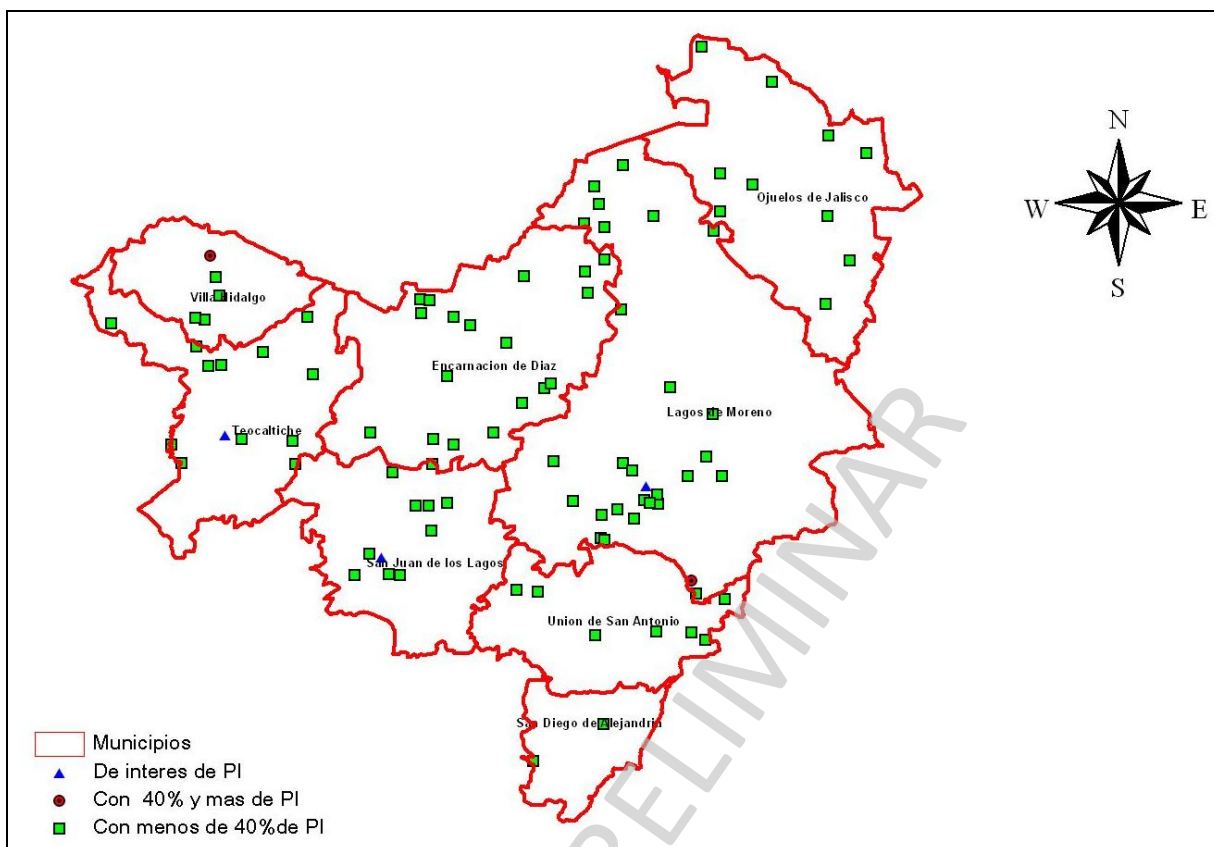 N
W
E
S
Ojuelos de Jalisco
Villa Hidalgo
Encarnacion de Diaz
Lagos de Moreno
Teocaltiche
San Juan de los Lagos
Union de San Antonio
San Diego de Alejandria
Municipios
De interes de PI
Con 40% y mas de PI
Con menos de 40%de PI
PRELIMINAR